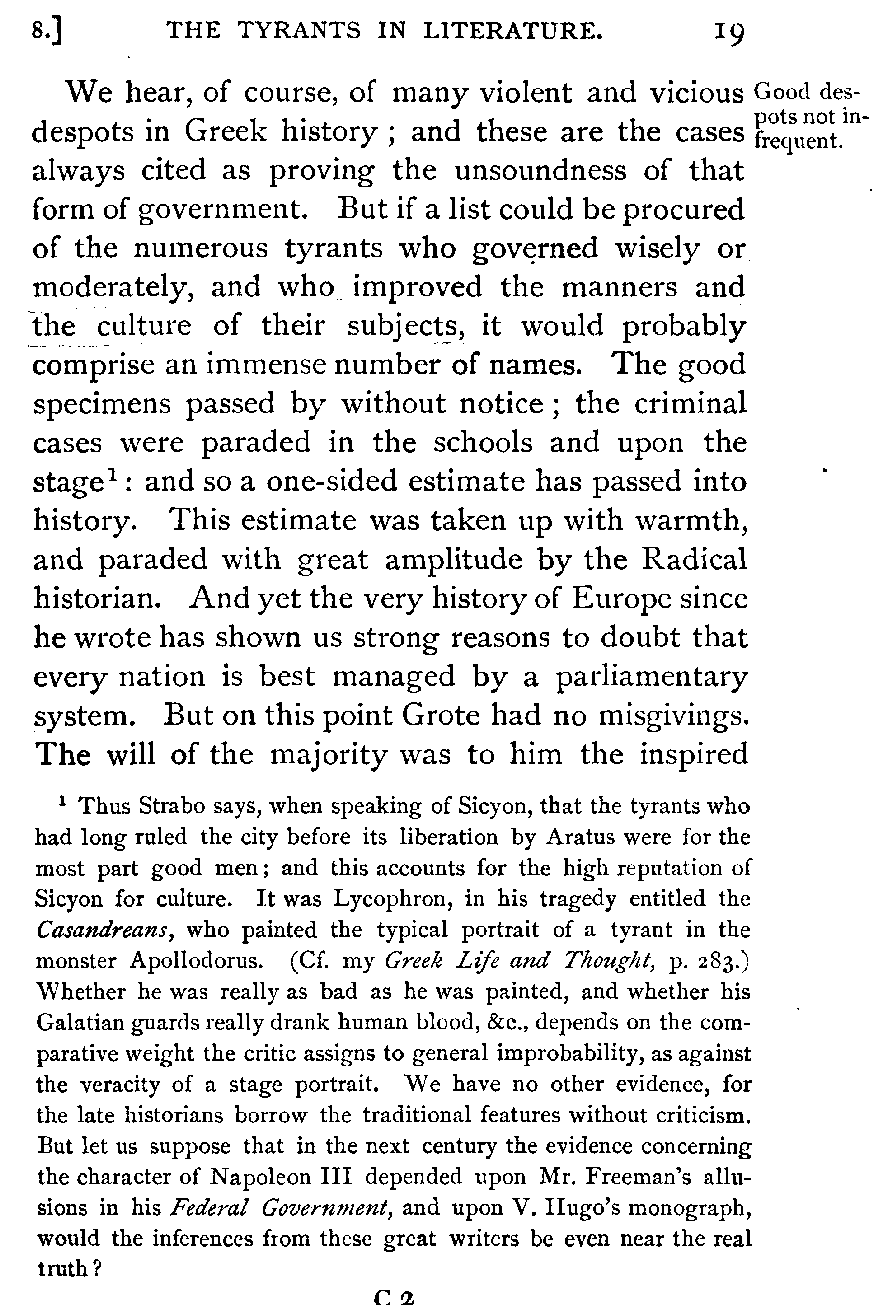 8.] THE TYRANTS IN LITERATURE. 19
We hear, of course, of many violent and vicious
despots in Greek history ; and these are the cases
always cited as proving the unsoundness of that
form of government. But if a list could be procured
of the numerous tyrants who governed wisely or
moderately, and who improved the manners and
the culture of their subjects, it would probably
comprise an immense number of names. The good
specimens passed by without notice ; the criminal
cases were paraded in the schools and upon the
stage¹ : and so a one-sided estimate has passed into
history. This estimate was taken up with warmth,
and paraded with great amplitude by the Radical
historian. And yet the very history of Europe since
he wrote has shown us strong reasons to doubt that
every nation is best managed by a parliamentary
system. But on this point Grote had no misgivings.
The will of the majority was to him the inspired
Good des-
pots not in-
frequent.
¹ Thus Strabo says, when speaking of Sicyon, that the tyrants who
had long ruled the city before its liberation by Aratus were for the
most part good men; and this accounts for the high reputation of
Sicyon for culture. It was Lycophron, in his tragedy entitled the
Casandreans, who painted the typical portrait of a tyrant in the
monster Apollodorus. (Cf. my Greek Life and Thought, p. 283.)
Whether he was really as bad as he was painted, and whether his
Galatian guards really drank human blood, &c., depends on the com-
parative weight the critic assigns to general improbability, as against
the veracity of a stage portrait. We have no other evidence, for
the late historians borrow the traditional features without criticism.
But let us suppose that in the next century the evidence concerning
the character of Napoleon III depended upon Mr. Freeman's allu-
sions in his Federal Government, and upon V. Hugo's monograph,
would the inferences from these great writers be even near the real
truth?
C 2